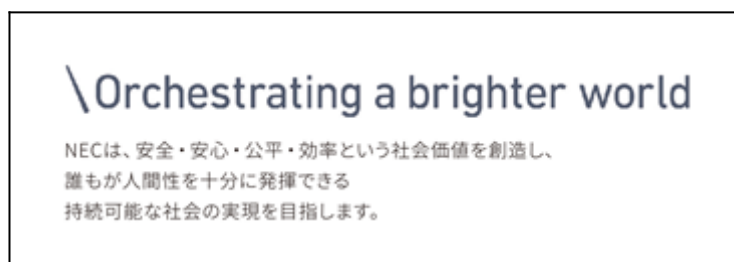 \Orchestrating a brighter world
NECは、安全・安心・公平・効率という社会価値を創造し、
誰もが人間性を十分に発揮できる
持続可能な社会の実現を目指します。